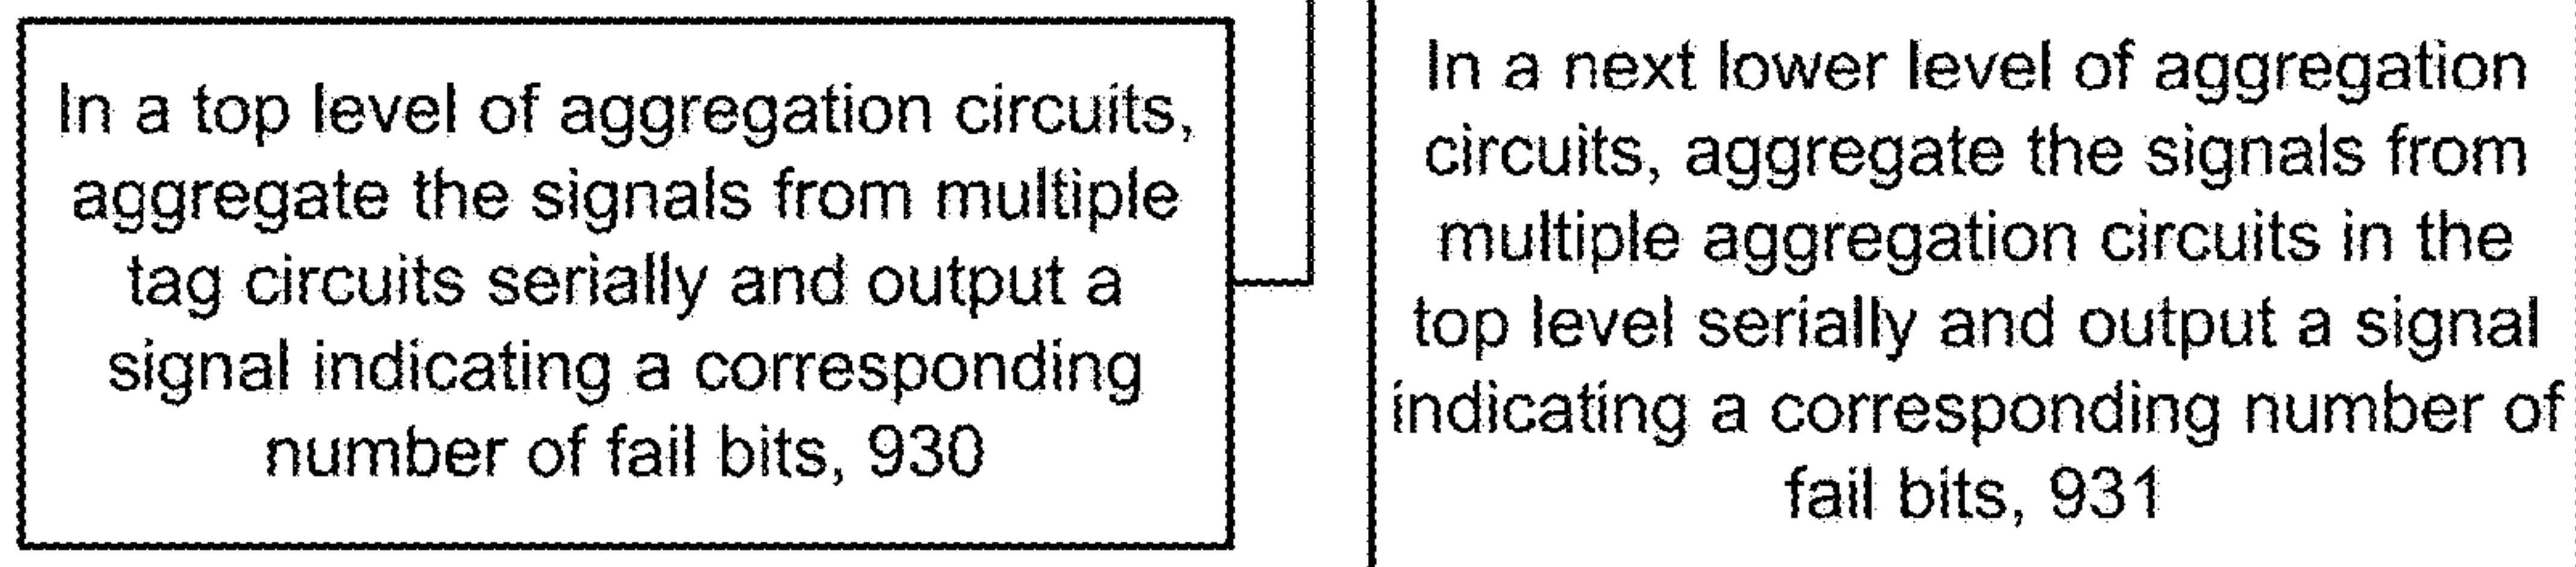 In a top level of aggregation circuits,
aggregate the signals from multiple
tag circuits serially and output a
signal indicating a corresponding
number of fail bits, 930
In a next lower level of aggregation
circuits, aggregate the signals from
multiple aggregation circuits in the
top level serially and output a signal
indicating a corresponding number of
fail bits, 931